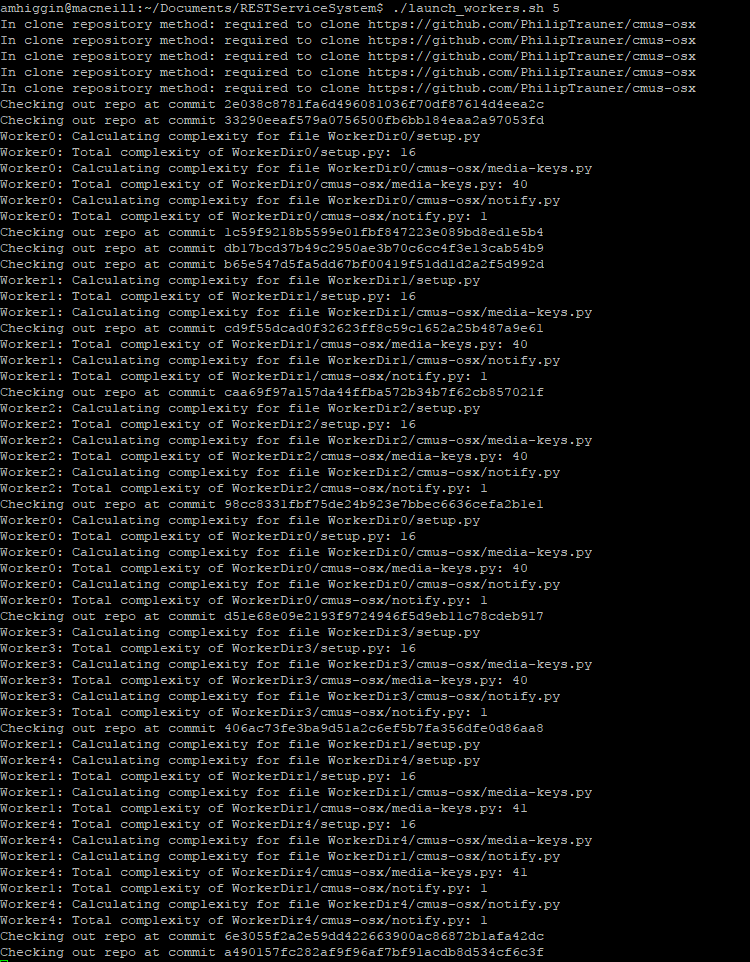 amhiggin@macneill:~/Documents/RESTServiceSystem$ ./launch_workers.sh 5
In clone repository method: required to clone https://github.com/PhilipTrauner/cmus-osx
In clone repository method: required to clone https://github.com/PhilipTrauner/cmus-osx
In clone repository method: required to clone https://github.com/PhilipTrauner/cmus-osx
In clone repository method: required to clone https://github.com/PhilipTrauner/cmus-osx
In clone repository method: required to clone https://github.com/PhilipTrauner/cmus-osx
Checking out repo at commit 2e038c8781fa6d496081036f70df87614d4eea2c
Checking out repo at commit 33290eeaf579a0756500fb6bb184eaa2a97053fd
Worker0: Calculating complexity for file WorkerDir0/setup.py
Worker0: Total complexity of WorkerDir0/setup.py: 16
Worker0: Calculating complexity for file WorkerDir0/cmus-osx/media-keys.py
Worker0: Total complexity of WorkerDir0/cmus-osx/media-keys.py: 40
Worker0: Calculating complexity for file WorkerDir0/cmus-osx/notify.py
Worker0: Total complexity of WorkerDir0/cmus-osx/notify.py: 1
Checking out repo at commit 1c59f9218b5599e01fbf847223e089bd8ed1e5b4
Checking out repo at commit db17bcd37b49c2950ae3b70c6cc4f3e13cab54b9
Checking out repo at commit b65e547d5fa5dd67bf00419f51dd1d2a2f5d992d
Worker1: Calculating complexity for file WorkerDir1/setup.py
Worker1: Total complexity of WorkerDir1/setup.py: 16
Worker1: Calculating complexity for file WorkerDir1/cmus-osx/media-keys.py
Checking out repo at commit cd9f55dcad0f32623ff8c59c1652a25b487a9e61
Worker1: Total complexity of WorkerDir1/cmus-osx/media-keys.py: 40
Worker1: Calculating complexity for file WorkerDir1/cmus-osx/notify.py
Worker1: Total complexity of WorkerDir1/cmus-osx/notify.py: 1
Checking out repo at commit caa69f97a157da44ffba572b34b7f62cb857021f
Worker2: Calculating complexity for file WorkerDir2/setup.py
Worker2: Total complexity of WorkerDir2/setup.py: 16
Worker2: Calculating complexity for file WorkerDir2/cmus-osx/media-keys.py
Worker2: Total complexity of WorkerDir2/cmus-osx/media-keys.py: 40
Worker2: Calculating complexity for file WorkerDir2/cmus-osx/notify.py
Worker2: Total complexity of WorkerDir2/cmus-osx/notify.py: 1
Checking out repo at commit 98cc8331fbf75de24b923e7bbec6636cefa2b1e1
Worker0: Calculating complexity for file WorkerDir0/setup.py
Worker0: Total complexity of WorkerDir0/setup.py: 16
Worker0: Calculating complexity for file WorkerDir0/cmus-osx/media-keys.py
Worker0: Total complexity of WorkerDir0/cmus-osx/media-keys.py: 40
Worker0: Calculating complexity for file WorkerDir0/cmus-osx/notify.py
Worker0: Total complexity of WorkerDir0/cmus-osx/notify.py: 1
Checking out repo at commit d51e68e09e2193f9724946f5d9eb11c78cdeb917
Worker3: Calculating complexity for file WorkerDir3/setup.py
Worker3: Total complexity of WorkerDir3/setup.py: 16
Worker3: Calculating complexity for file WorkerDir3/cmus-osx/media-keys.py
Worker3: Total complexity of WorkerDir3/cmus-osx/media-keys.py: 40
Worker3: Calculating complexity for file WorkerDir3/cmus-osx/notify.py
Worker3: Total complexity of WorkerDir3/cmus-osx/notify.py: 1
Checking out repo at commit 406ac73fe3ba9d51a2c6ef5b7fa356dfe0d86aa8
Worker1: Calculating complexity for file WorkerDir1/setup.py
Worker4: Calculating complexity for file WorkerDir4/setup.py
Worker1: Total complexity of WorkerDir1/setup.py: 16
Worker1: Calculating complexity for file WorkerDir1/cmus-osx/media-keys.py
Worker1: Total complexity of WorkerDir1/cmus-osx/media-keys.py: 41
Worker4: Total complexity of WorkerDir4/setup.py: 16
Worker4: Calculating complexity for file WorkerDir4/cmus-osx/media-keys.py
Worker1: Calculating complexity for file WorkerDir1/cmus-osx/notify.py
Worker4: Total complexity of WorkerDir4/cmus-osx/media-keys.py: 41
Worker1: Total complexity of WorkerDir1/cmus-osx/notify.py: 1
Worker4: Calculating complexity for file WorkerDir4/cmus-osx/notify.py
Worker4: Total complexity of WorkerDir4/cmus-osx/notify.py: 1
Checking out repo at commit 6e3055f2a2e59dd422663900ac86872b1afa42dc
Checking out repo at commit a490157fc282af9f96af7bf91acdb8d534cf6c3f